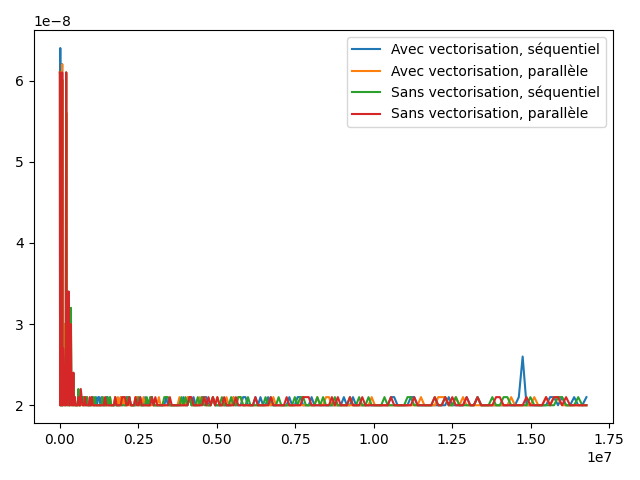 1e−8
Avec vectorisation, séquentiel
Avec vectorisation, parallèle
Sans vectorisation, séquentiel
Sans vectorisation, parallèle
6
5
4
3
2
0.00 0.25 0.50 0.75 1.00 1.25 1.50 1.75
1e7